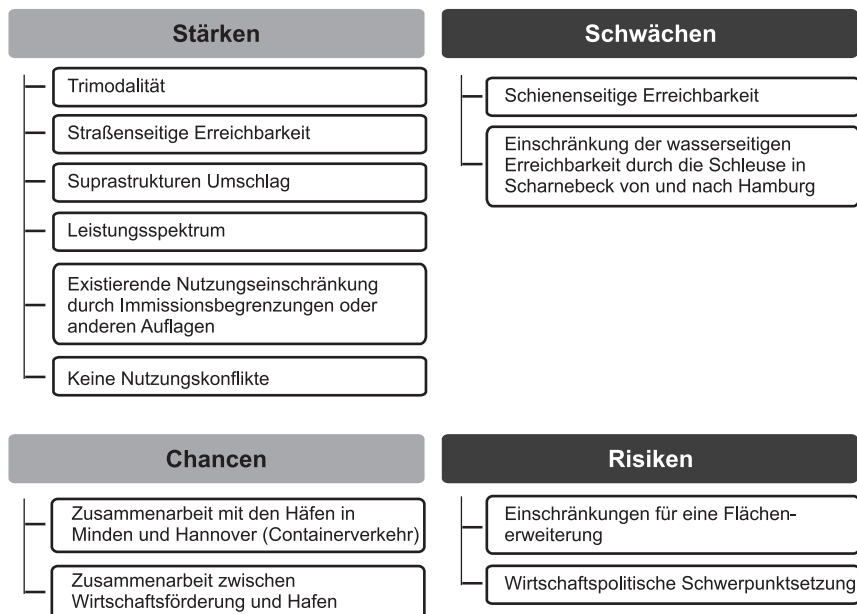 Stärken
Trimodalität
Straßenseitige Erreichbarkeit
Suprastrukturen Umschlag
Leistungsspektrum
Existierende Nutzungseinschränkung
durch Immissionsbegrenzungen oder
anderen Auflagen
Keine Nutzungskonflikte
Schwächen
Schienenseitige Erreichbarkeit
Einschränkung der wasserseitigen
Erreichbarkeit durch die Schleuse in
Scharnebeck von und nach Hamburg
Chancen
Zusammenarbeit mit den Häfen in
Minden und Hannover (Containerverkehr)
Zusammenarbeit zwischen
Wirtschaftsförderung und Hafen
Risiken
Einschränkungen für eine Flächen-
erweiterung
Wirtschaftspolitische Schwerpunktsetzung